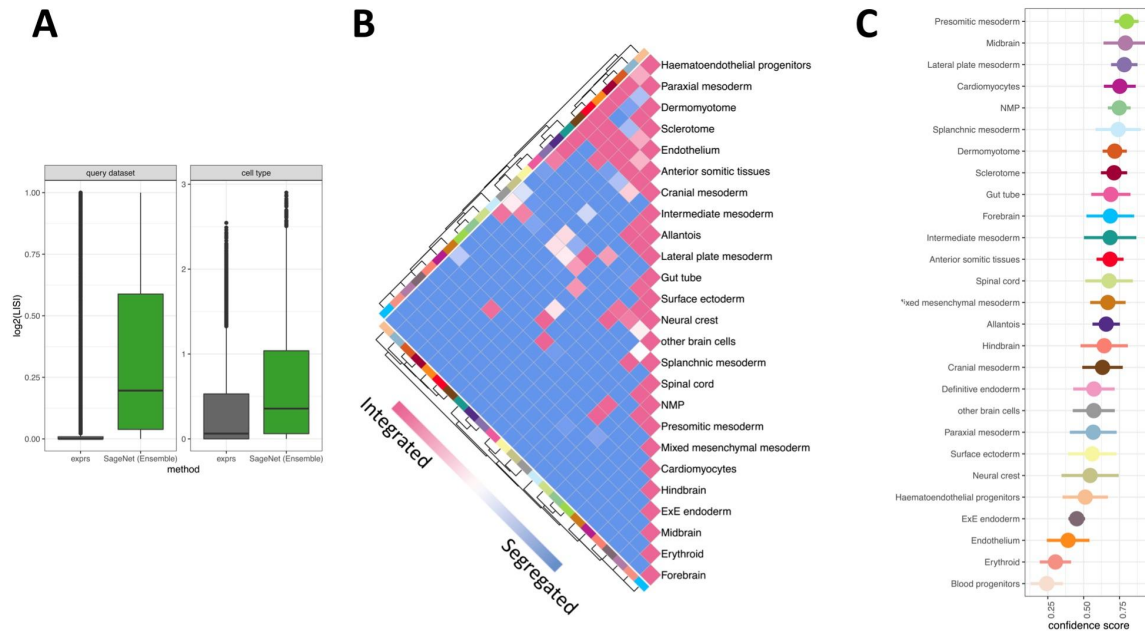 A
query dataset
cell type
1.00
0.75
0.50
0.25
0.00
3
2
1
0
log2(LISI)
exprs
SageNet (Ensemble)
exprs
SageNet (Ensemble)
method
B
Haematoendothelial progenitors
Paraxial mesoderm
Dermomyotome
Sclerotome
Endothelium
Anterior somitic tissues
Cranial mesoderm
Intermediate mesoderm
Allantois
Lateral plate mesoderm
Gut tube
Surface ectoderm
Neural crest
other brain cells
Splanchnic mesoderm
Spinal cord
NMP
Presomitic mesoderm
Mixed mesenchymal mesoderm
Cardiomyocytes
Hindbrain
ExE endoderm
Midbrain
Erythroid
Forebrain
Integrated
Segregated
C
Presomitic mesoderm
Midbrain
Lateral plate mesoderm
Cardiomyocytes
NMP
Splanchnic mesoderm
Dermomyotome
Sclerotome
Gut tube
Forebrain
Intermediate mesoderm
Anterior somitic tissues
Spinal cord
mesenchymal mesoderm
Allantois
Hindbrain
Cranial mesoderm
Definitive endoderm
other brain cells
Paraxial mesoderm
Surface ectoderm
Neural crest
Haematoendothelial progenitors
ExE endoderm
Endothelium
Erythroid
Blood progenitors
0.25
0.50
0.75
confidence score